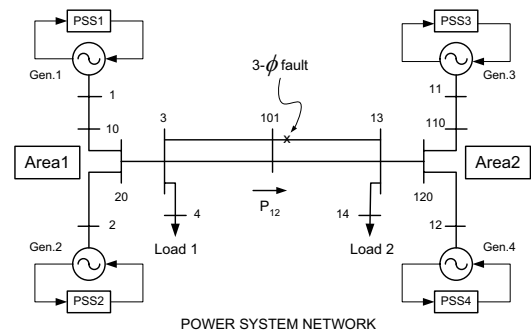 PSS1
PSS3
Gen.1
3-ϕ fault
Gen.3
1
11
10
3
101
13
110
Area1
Area2
20
P12
120
2
4
14
12
Gen.2
Load 1
Load 2
Gen.4
PSS2
PSS4
x
POWER SYSTEM NETWORK